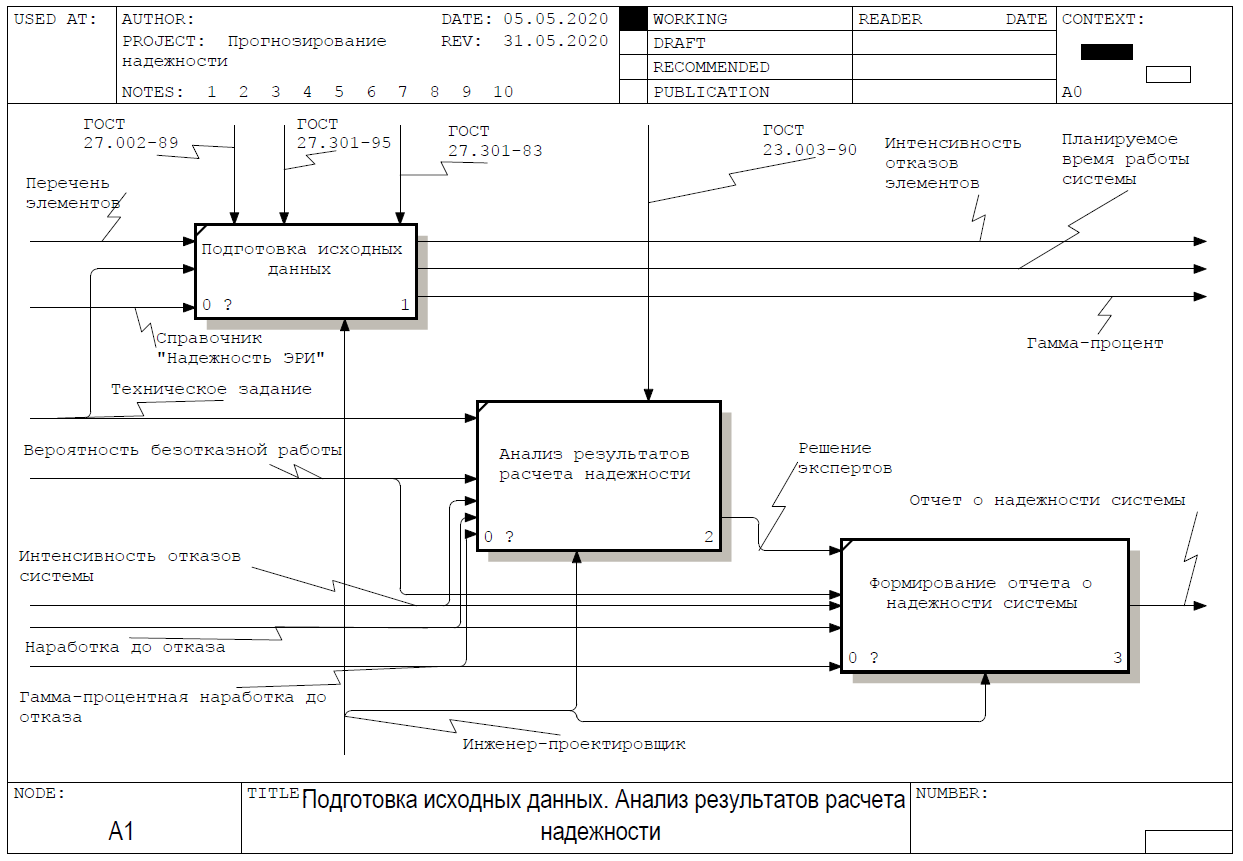 USED AT:
AUTHOR:
DATE: 05.05.2020
PROJECT: Прогнозирование
надежности
REV: 31.05.2020
NOTES: 1 2 3 4 5 6 7 8 9 10
WORKING
DRAFT
RECOMMENDED
PUBLICATION
READER DATE
CONTEXT:
A0
ГОСТ
27.002-89
ГОСТ
27.301-95
ГОСТ
27.301-83
ГОСТ
23.003-90
Интенсивность
отказов
элементов
Планируемое
время работы
системы
Перечень
элементов
Подготовка исходных
данных
0 ? 1
Справочник
"Надежность ЭРИ"
Гамма-процент
Техническое задание
Вероятность безотказной работы
Анализ результатов
расчета надежности
0 ? 2
Решение
экспертов
Отчет о надежности системы
Интенсивность отказов
системы
Формирование отчета о
надежности системы
0 ? 3
Наработка до отказа
Гамма-процентная наработка до
отказа
Инженер-проектировщик
NODE:
A1
TITLE
Подготовка исходных данных. Анализ результатов расчета
надежности
NUMBER: